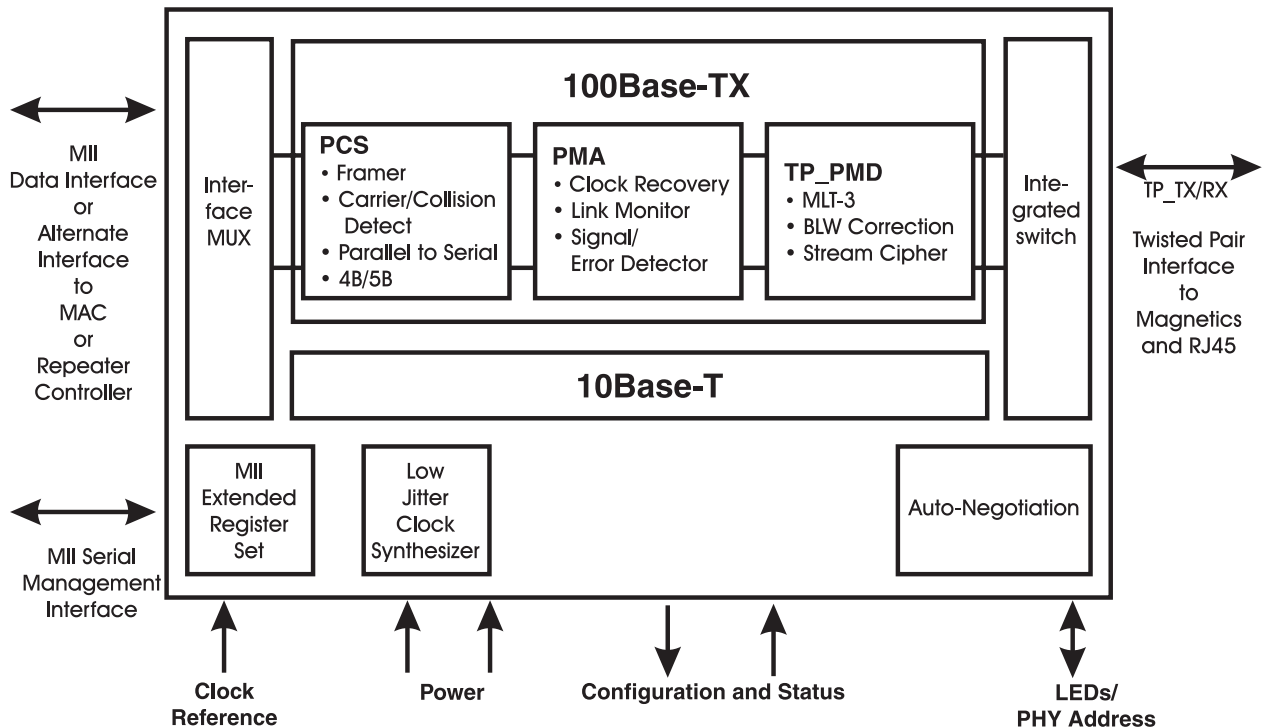 100Base-TX
MII
Data Interface
or
Alternate
Interface
to
MAC
or
Repeater
Controller
Inter-
face
MUX
PCS
• Framer
• Carrier/Collision
Detect
• Parallel to Serial
• 4B/5B
PMA
• Clock Recovery
• Link Monitor
• Signal/
Error Detector
TP_PMD
• MLT-3
• BLW Correction
• Stream Cipher
Inte-
grated
switch
TP_TX/RX
Twisted Pair
Interface
to
Magnetics
and RJ45
10Base-T
MII
Extended
Register
Set
Low
Jitter
Clock
Synthesizer
Auto-Negotiation
MII Serial
Management
Interface
Clock
Reference
Power
Configuration and Status
LEDs/
PHY Address